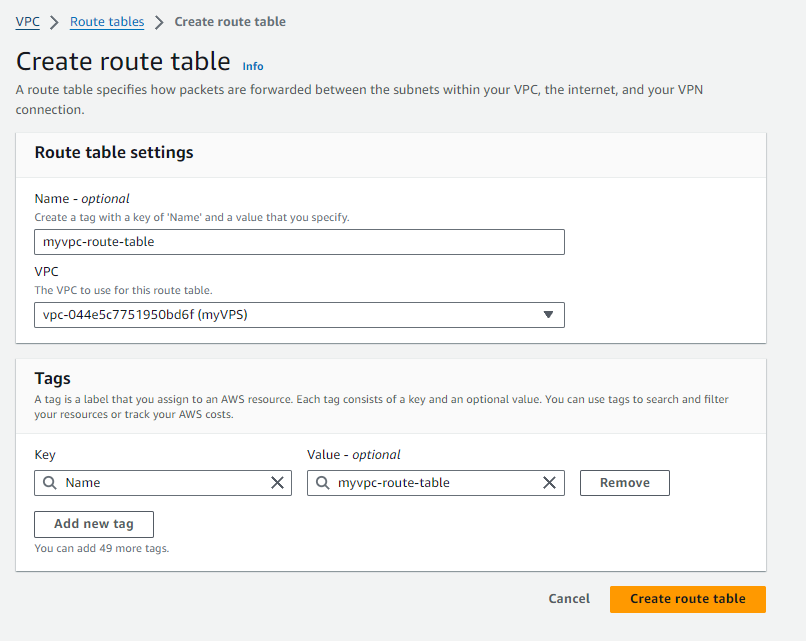 VPC > Route tables > Create route table
Create route table Info
A route table specifies how packets are forwarded between the subnets within your VPC, the internet, and your VPN
connection.
Route table settings
Name - optional
Create a tag with a key of 'Name' and a value that you specify.
myvpc-route-table
VPC
The VPC to use for this route table.
vpc-044e5c7751950bd6f (myVPS)
Tags
A tag is a label that you assign to an AWS resource. Each tag consists of a key and an optional value. You can use tags to search and filter
your resources or track your AWS costs.
Key Value - optional
Name myvpc-route-table Remove
Add new tag
You can add 49 more tags.
Cancel Create route table